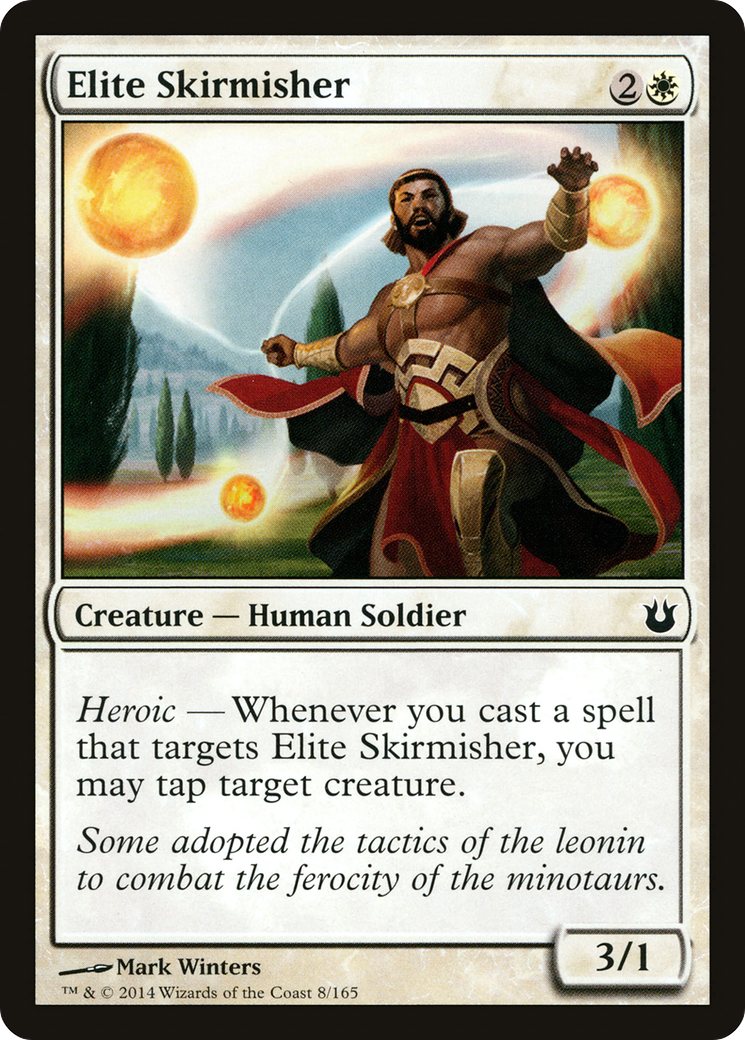 Elite Skirmisher
2
Creature — Human Soldier
Heroic — Whenever you cast a spell
that targets Elite Skirmisher, you
may tap target creature.
Some adopted the tactics of the leonin
to combat the ferocity of the minotaurs.
3/1
Mark Winters
™ & © 2014 Wizards of the Coast 8/165